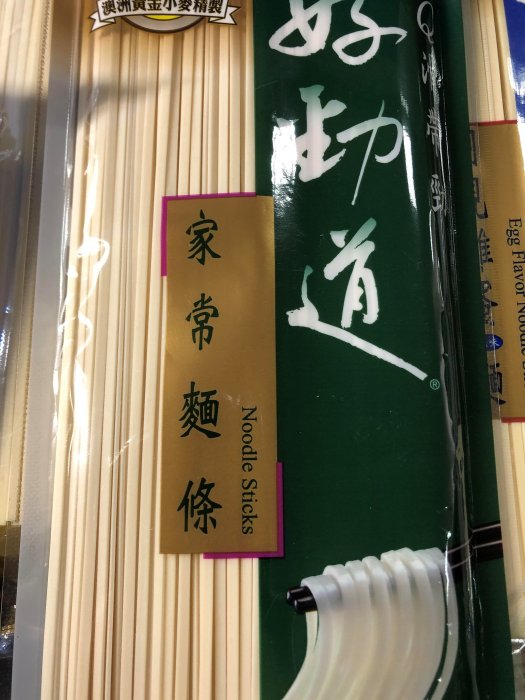 澳洲黃金小麥精製
好勁道®
家常麵條
Noodle Sticks
Egg Flavor Noodle